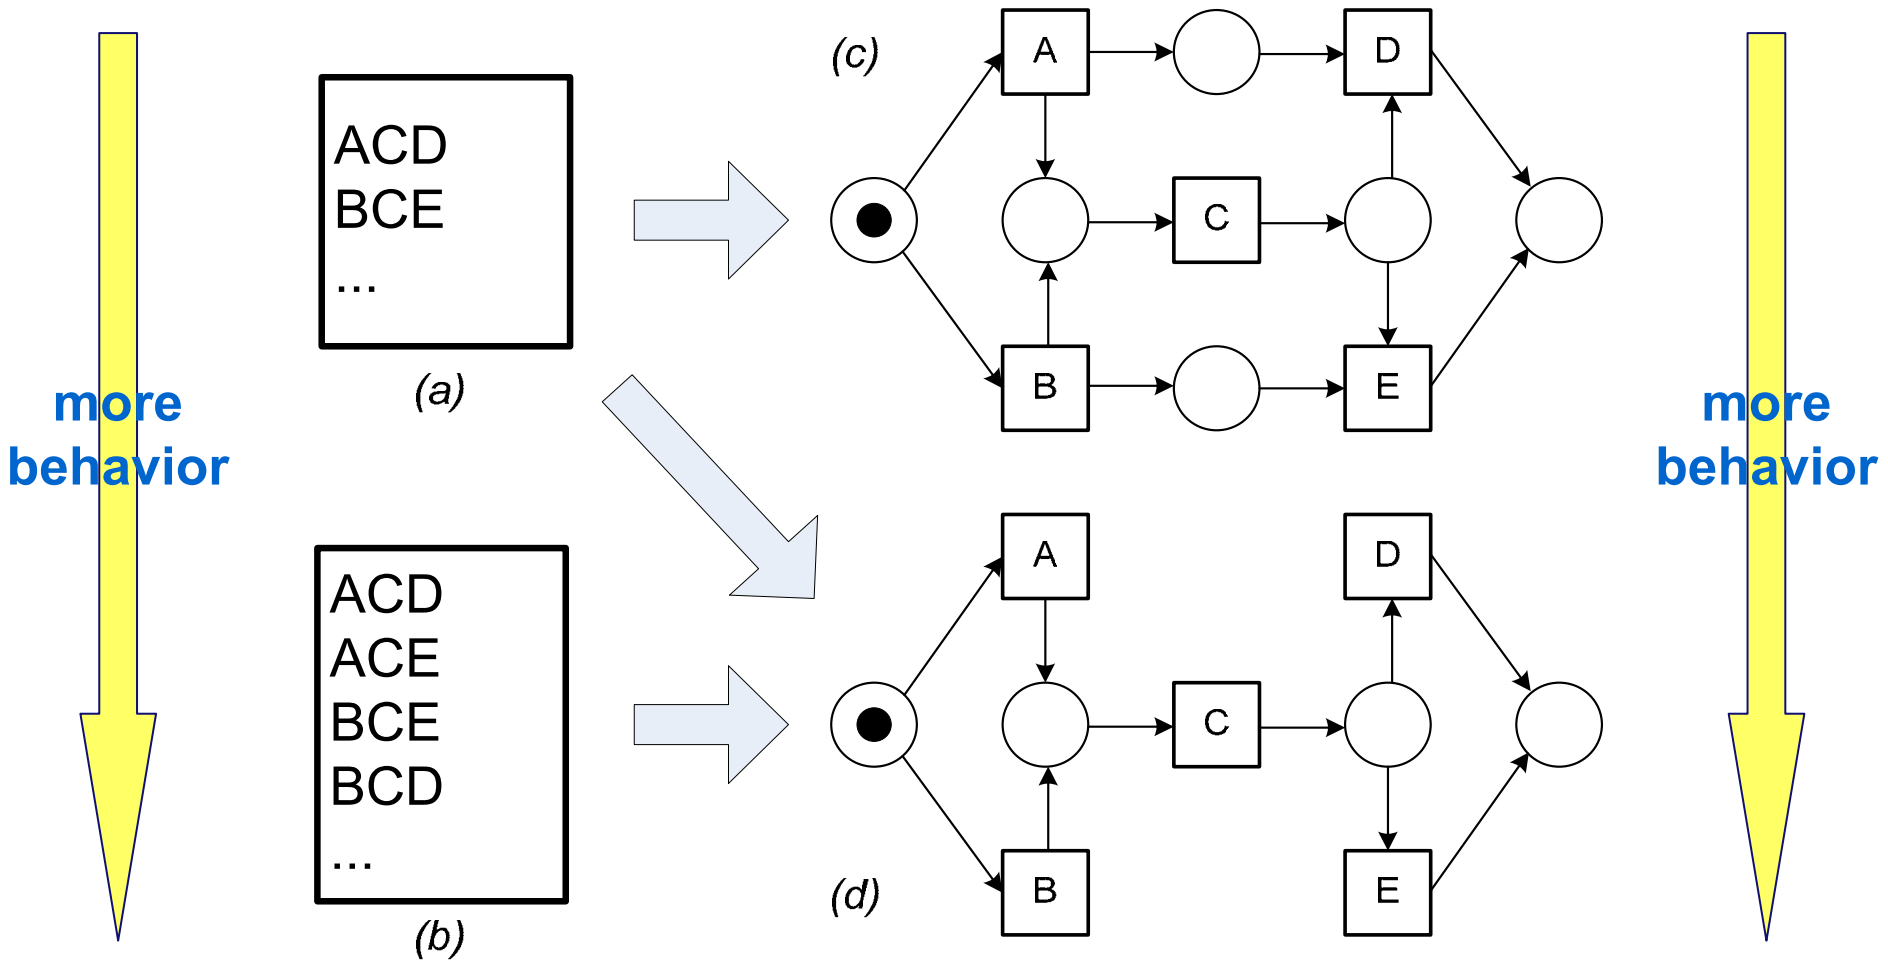 more
behavior
ACD
BCE
...
(a)
ACD
ACE
BCE
BCD
...
(b)
(c)
A
D
C
B
E
A
D
C
B
E
(d)
more
behavior